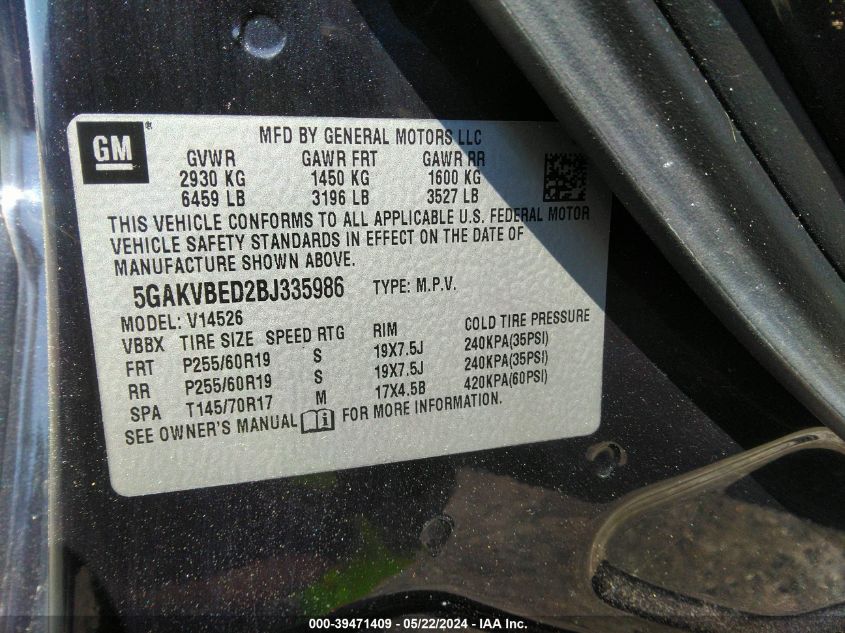 GM®
MFD BY GENERAL MOTORS LLC
GVWR GAWR FRT GAWR RR
2930 KG 1450 KG 1600 KG
6459 LB 3196 LB 3527 LB
THIS VEHICLE CONFORMS TO ALL APPLICABLE U.S. FEDERAL MOTOR
VEHICLE SAFETY STANDARDS IN EFFECT ON THE DATE OF
MANUFACTURE SHOWN ABOVE.
5GAKVBED2BJ335986 TYPE: M.P.V.
MODEL: V14526
VBBX TIRE SIZE SPEED RTG RIM COLD TIRE PRESSURE
FRT P255/60R19 S 19X7.5J 240KPA(35PSI)
RR P255/60R19 S 19X7.5J 240KPA(35PSI)
SPA T145/70R17 M 17X4.5B 420KPA(60PSI)
SEE OWNER'S MANUAL i FOR MORE INFORMATION.
000-39471409 - 05/22/2024 - IAA Inc.